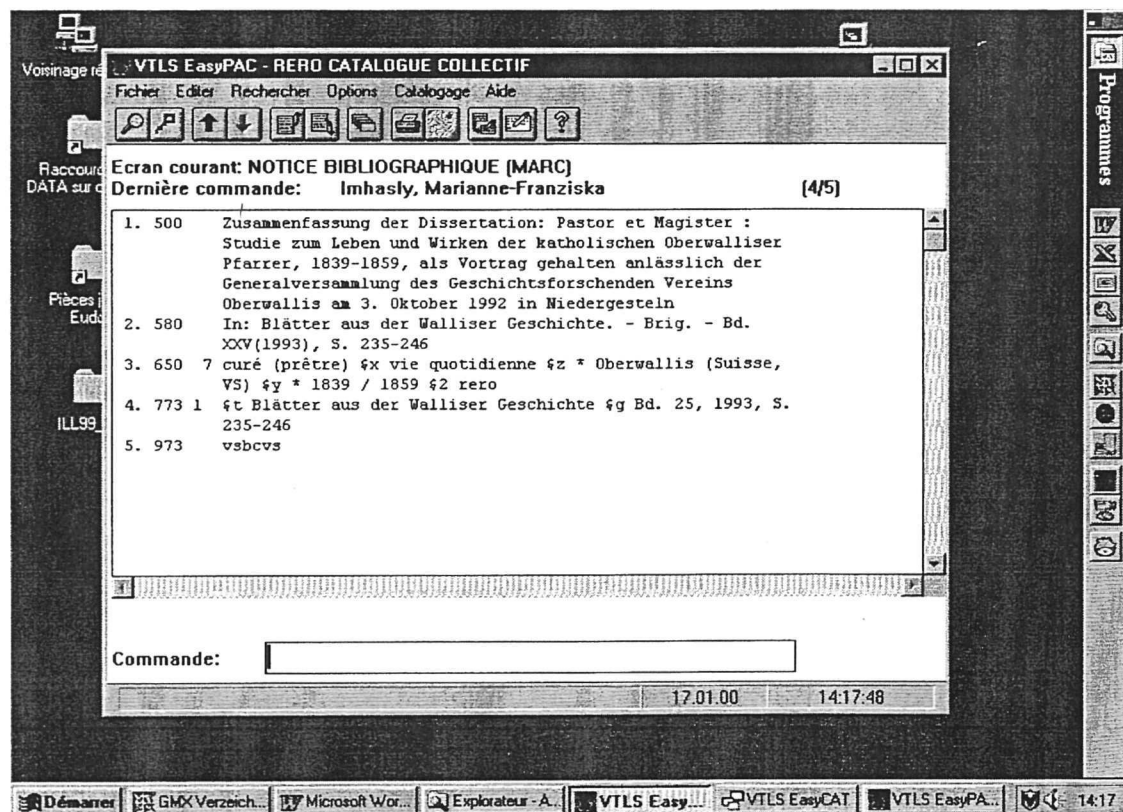 Voisinage ré
VTLS EasyPAC - RERO CATALOGUE COLLECTIF
Fichier Editer Rechercher Options Catalogage Aide
Programmes
Raccourc
DATA sur c
Ecran courant: NOTICE BIBLIOGRAPHIQUE (MARC)
Dernière commande: Imhasly, Marianne-Franziska (4/5)
1. 500 Zusammenfassung der Dissertation: Pastor et Magister :
Studie zum Leben und Wirken der katholischen Oberwalliser
Pfarrer, 1839-1859, als Vortrag gehalten anlässlich der
Generalversammlung des Geschichtsforschenden Vereins
Oberwallis am 3. Oktober 1992 in Niedergesteln
Pièces j
Eudo
2. 580 In: Blätter aus der Walliser Geschichte. - Brig. - Bd.
XXV(1993), S. 235-246
3. 650 7 curé (prêtre) $x vie quotidienne $z * Oberwallis (Suisse,
VS) $y * 1839 / 1859 $2 rero
4. 773 1 $t Blätter aus der Walliser Geschichte $g Bd. 25, 1993, S.
235-246
ILL99_
5. 973 vsbcvs
Commande:
17.01.00 14:17:48
Démarrer GMX Verzeich... Microsoft Wor... Explorateur - A... VTLS Easy... VTLS EasyCAT VTLS EasyPA... 14:17